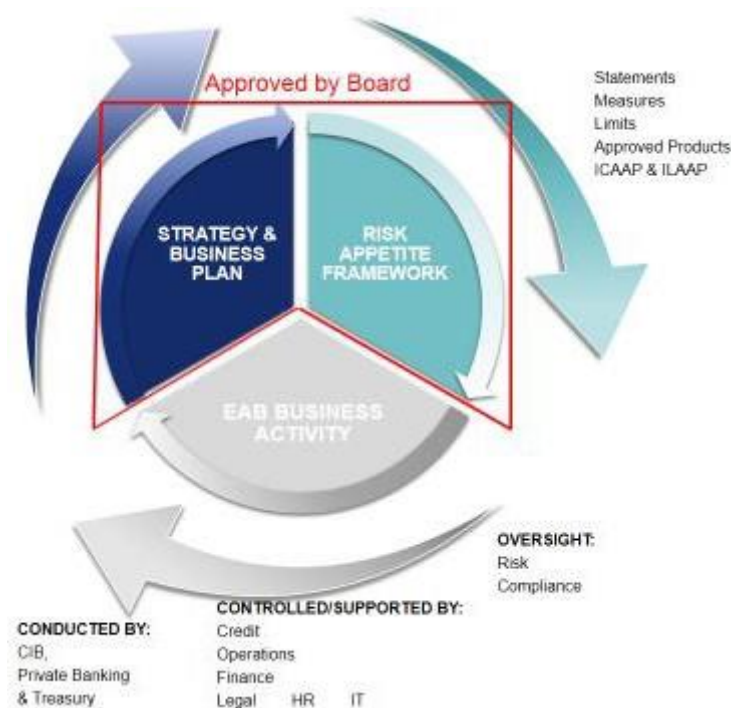 Approved by Board
Statements
Measures
Limits
Approved Products
ICAAP & ILAAP
STRATEGY &
BUSINESS
PLAN
RISK
APPETITE
FRAMEWORK
EAB BUSINESS
ACTIVITY
OVERSIGHT:
Risk
Compliance
CONTROLLED/SUPPORTED BY:
Credit
Operations
Finance
Legal HR IT
CONDUCTED BY:
CIB,
Private Banking
& Treasury